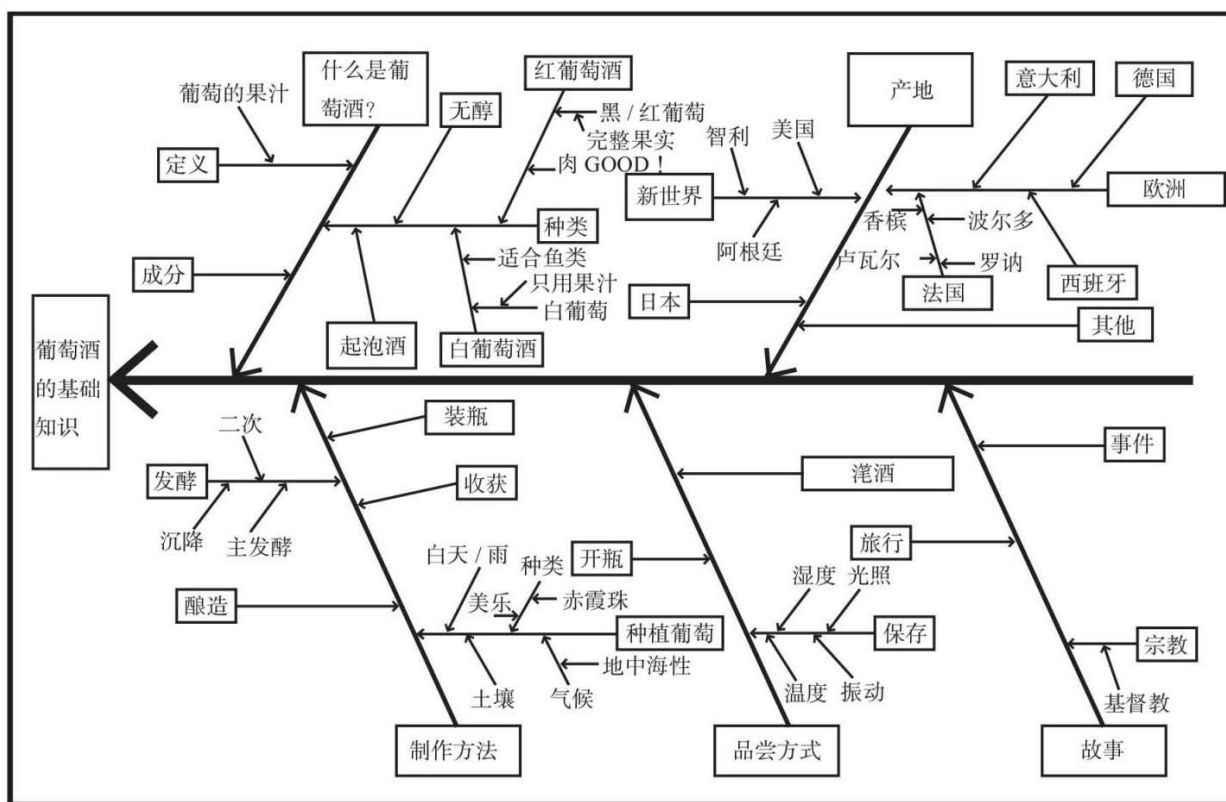 什么是葡
萄酒?
葡萄的果汁
定义
成分
无醇
红葡萄酒
黑 / 红葡萄
完整果实
肉 GOOD !
种类
适合鱼类
只用果汁
白葡萄
起泡酒
白葡萄酒
产地
智利
美国
新世界
阿根廷
日本
意大利
德国
欧洲
香槟
波尔多
卢瓦尔
罗讷
法国
西班牙
其他
葡萄酒
的基础
知识
装瓶
二次
发酵
沉降
主发酵
收获
酿造
白天 / 雨
种类
美乐
赤霞珠
种植葡萄
地中海性
土壤
气候
制作方法
滗酒
开瓶
湿度
光照
保存
温度
振动
品尝方式
事件
旅行
宗教
基督教
故事